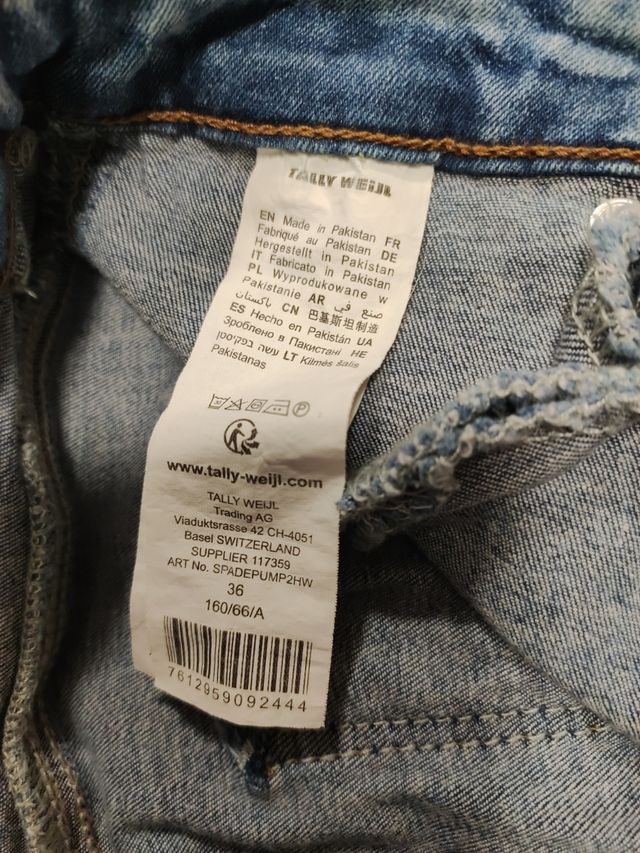 TALLY WEIJL
EN Made in Pakistan FR
Fabriqué au Pakistan DE
Hergestellt in Pakistan
IT Fabricato in Pakistan
PL Wyprodukowane w
Pakistanie AR صنع في
باكستان CN 巴基斯坦制造
ES Hecho en Pakistán UA
Зроблено в Пакистані HE
עשה בפקיסטן LT Kilmės šalis
Pakistanas
www.tally-weijl.com
TALLY WEIJL
Trading AG
Viaduktsrasse 42 CH-4051
Basel SWITZERLAND
SUPPLIER 117359
ART No. SPADEPUMP2HW
36
160/66/A
7612959092444